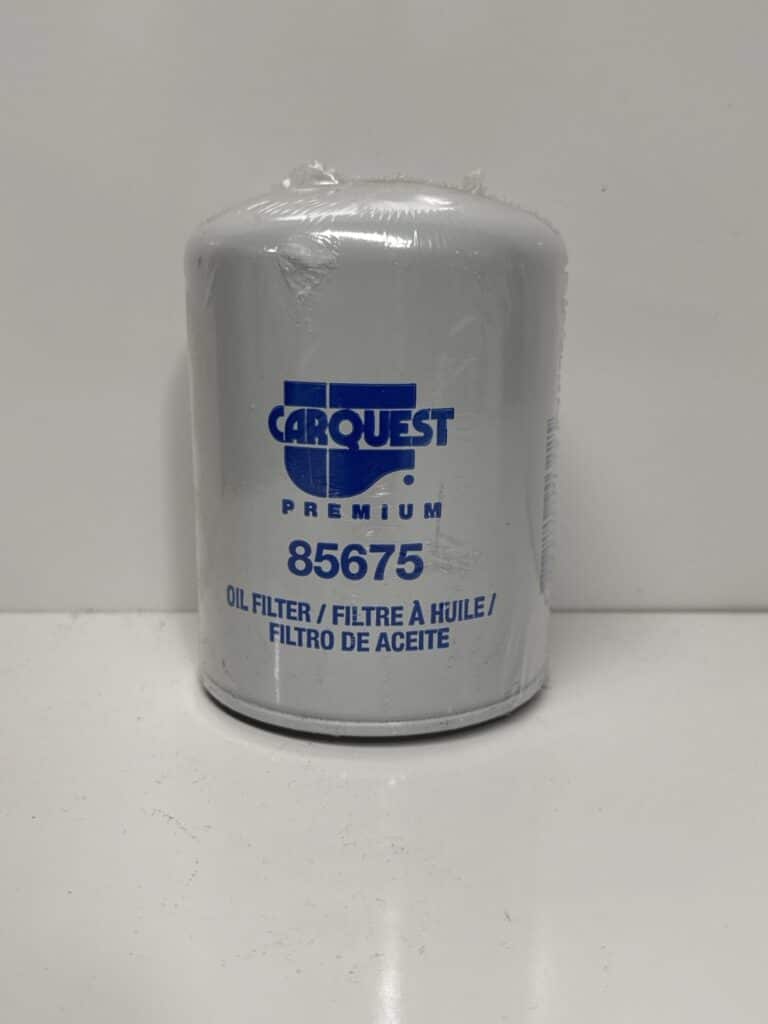 CARQUEST
PREMIUM
85675
OIL FILTER / FILTRE À HUILE /
FILTRO DE ACEITE